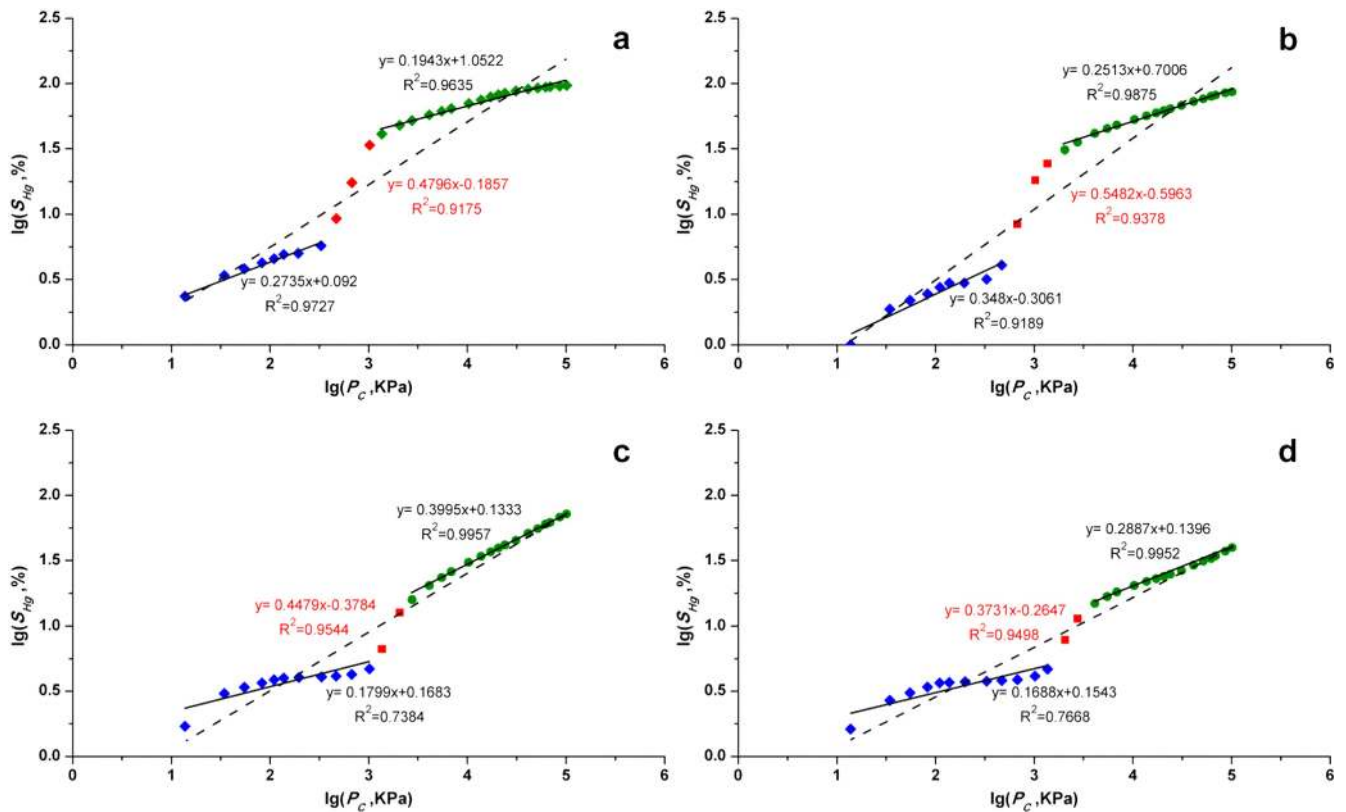 a
2.5
2.0
1.5
1.0
0.5
0.0
lg(S_Hg,%)
y= 0.1943x+1.0522
R²=0.9635
y= 0.4796x-0.1857
R²=0.9175
y= 0.2735x+0.092
R²=0.9727
0 1 2 3 4 5 6
lg(P_C,KPa)
b
2.5
2.0
1.5
1.0
0.5
0.0
lg(S_Hg,%)
y= 0.2513x+0.7006
R²=0.9875
y= 0.5482x-0.5963
R²=0.9378
y= 0.348x-0.3061
R²=0.9189
0 1 2 3 4 5 6
lg(P_C,KPa)
c
2.5
2.0
1.5
1.0
0.5
0.0
lg(S_Hg,%)
y= 0.3995x+0.1333
R²=0.9957
y= 0.4479x-0.3784
R²=0.9544
y= 0.1799x+0.1683
R²=0.7384
0 1 2 3 4 5 6
lg(P_C,KPa)
d
2.5
2.0
1.5
1.0
0.5
0.0
lg(S_Hg,%)
y= 0.2887x+0.1396
R²=0.9952
y= 0.3731x-0.2647
R²=0.9498
y= 0.1688x+0.1543
R²=0.7668
0 1 2 3 4 5 6
lg(P_C,KPa)